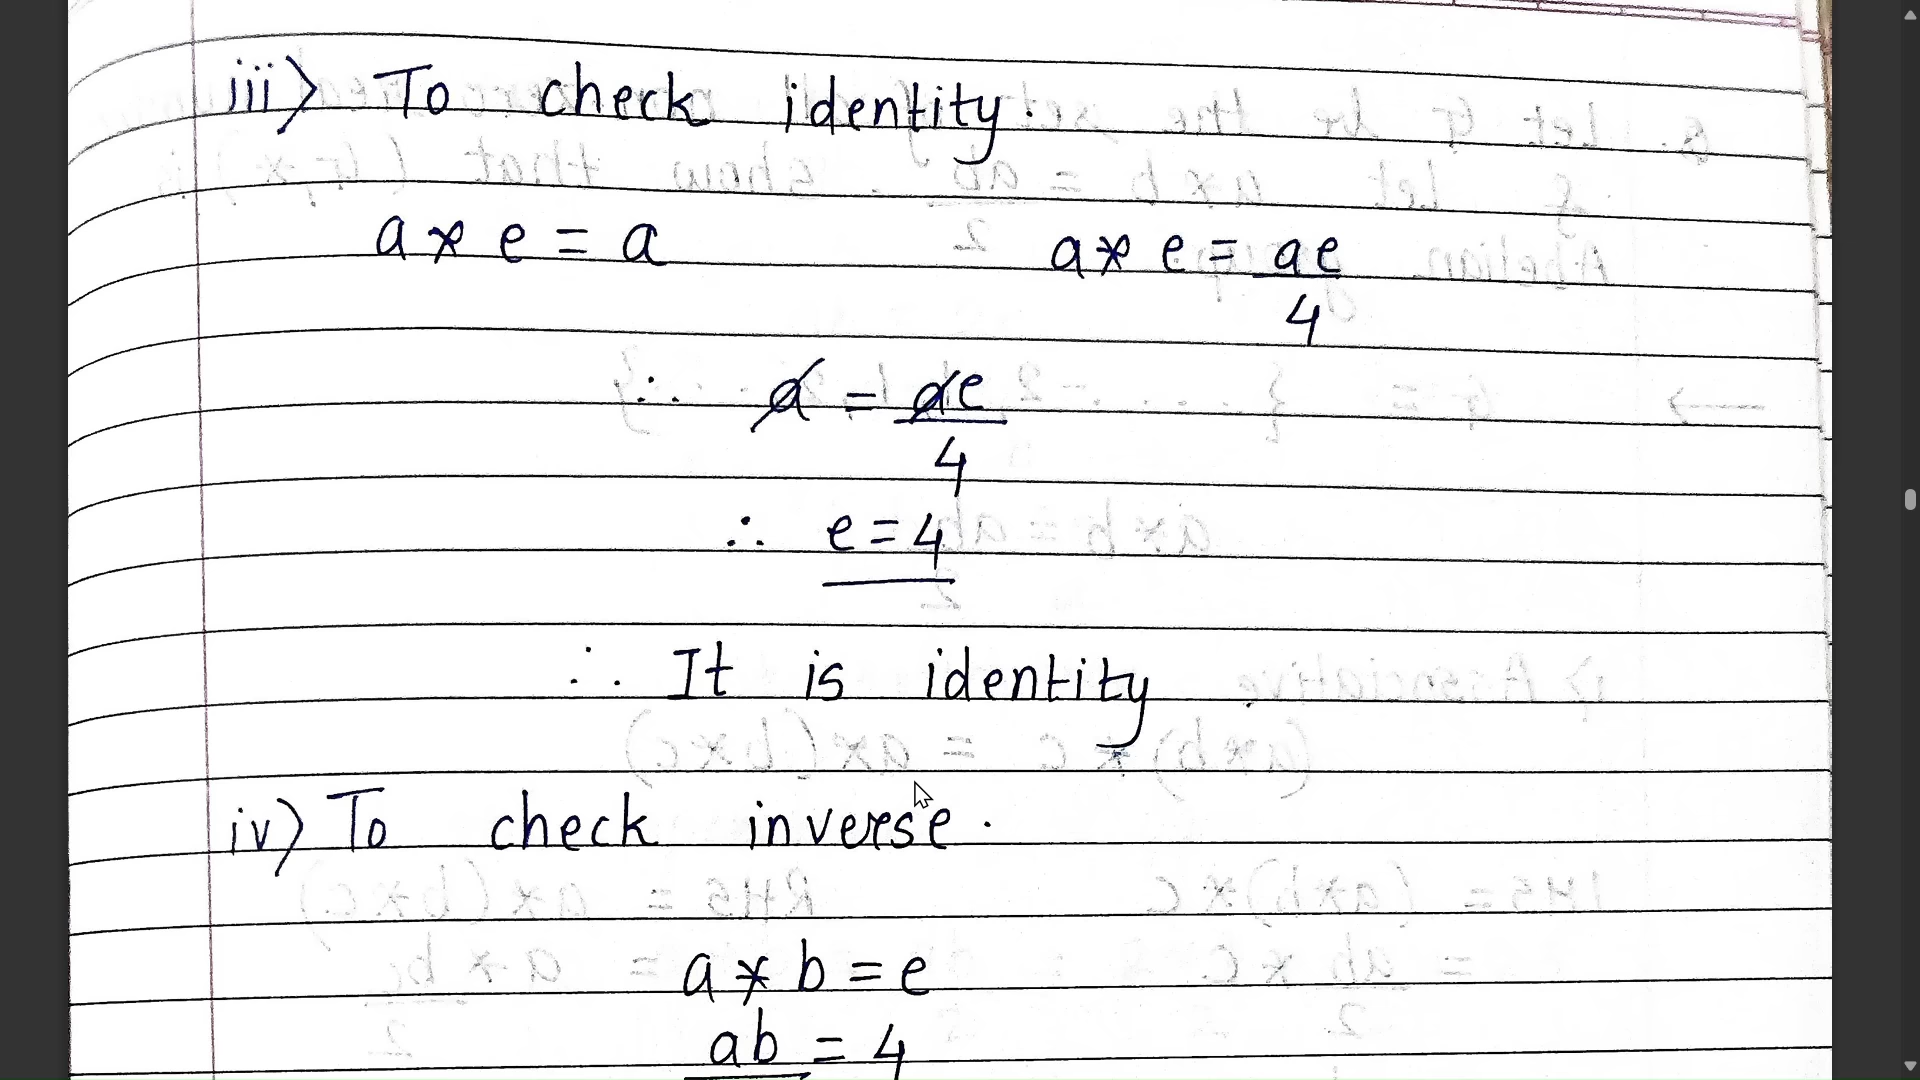 iii) To check identity.
a * e = a    a * e = ae/4
∴ a = ae/4
∴ e = 4
∴ It is identity
iv) To check inverse.
a * b = e
ab = 4